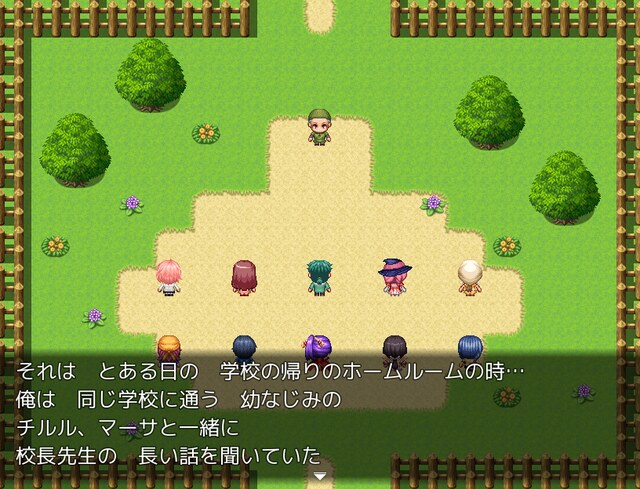 それは　とある日の　学校の帰りのホームルームの時…
俺は　同じ学校に通う　幼なじみの
チルル、マーサと一緒に
校長先生の　長い話を聞いていた